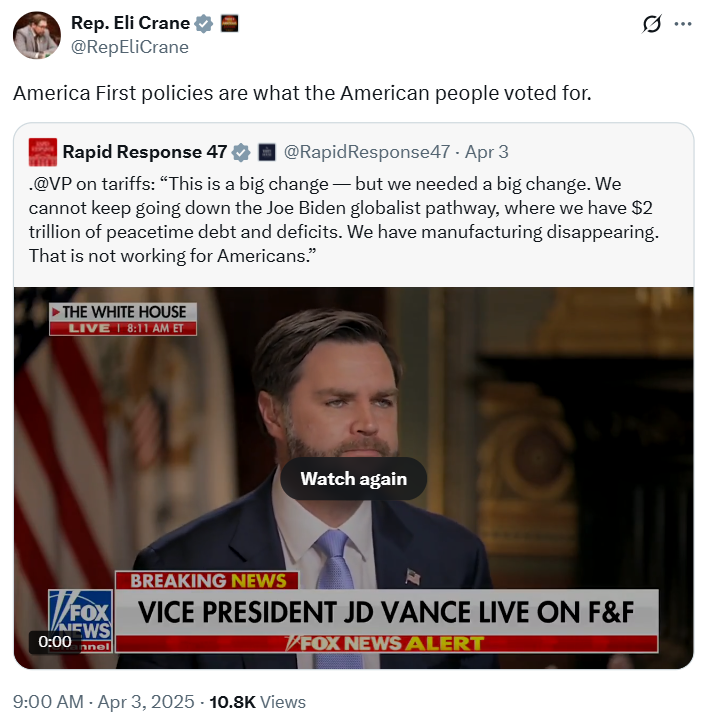 Rep. Eli Crane
@RepEliCrane
America First policies are what the American people voted for.
Rapid Response 47 @RapidResponse47 · Apr 3
.@VP on tariffs: “This is a big change — but we needed a big change. We
cannot keep going down the Joe Biden globalist pathway, where we have $2
trillion of peacetime debt and deficits. We have manufacturing disappearing.
That is not working for Americans.”
THE WHITE HOUSE
LIVE | 8:11 AM ET
Watch again
BREAKING NEWS
FOX
NEWS
VICE PRESIDENT JD VANCE LIVE ON F&F
0:00
FOX NEWS ALERT
9:00 AM · Apr 3, 2025 · 10.8K Views